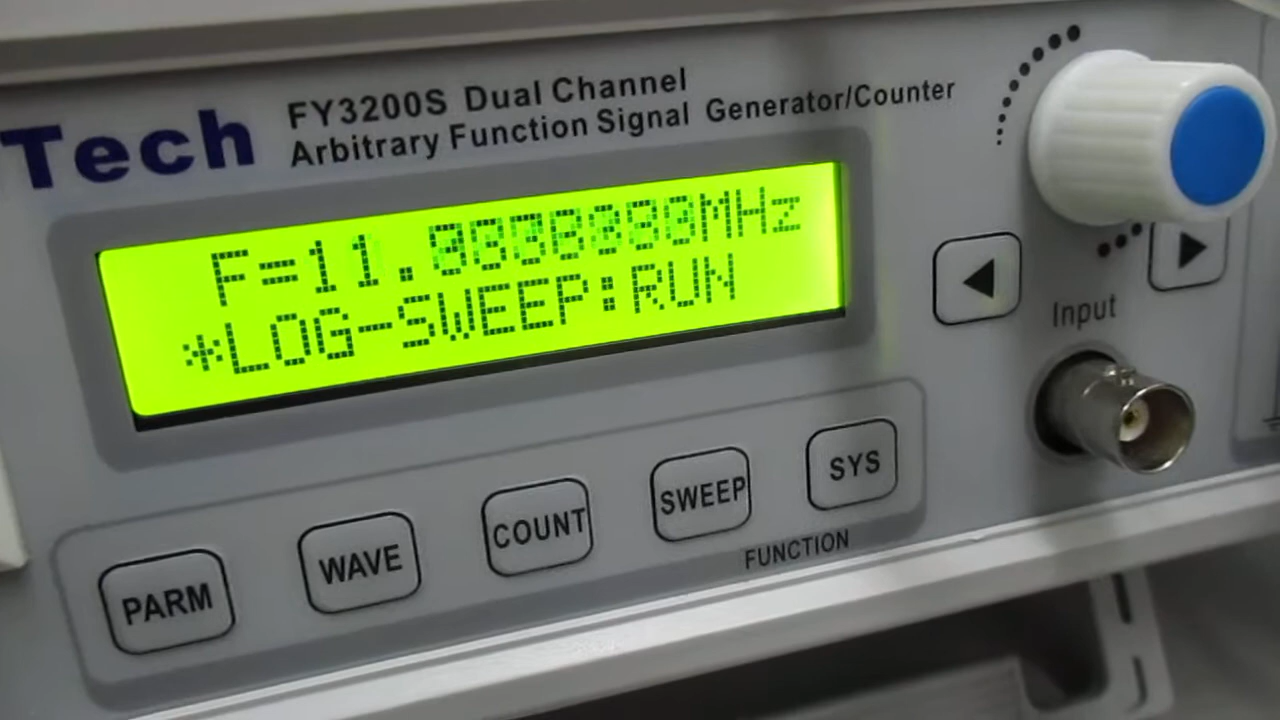 Tech
FY3200S Dual Channel
Arbitrary Function Signal Generator/Counter
*LOG-SWEEP:RUN
Input
PARM
WAVE
COUNT
SWEEP
SYS
FUNCTION